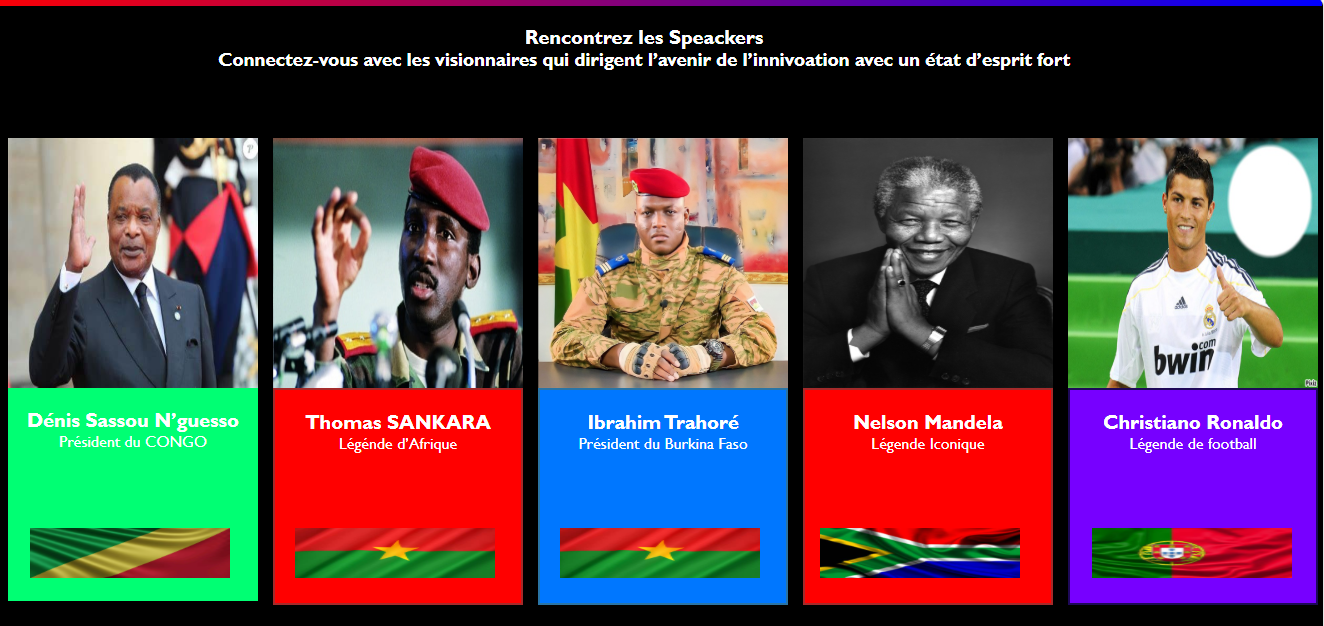 Rencontrez les Speackers
Connectez-vous avec les visionnaires qui dirigent l’avenir de l’innivoation avec un état d’esprit fort
bwin
.com
Dénis Sassou N’guesso
Président du CONGO
Thomas SANKARA
Légénde d’Afrique
Ibrahim Trahoré
Président du Burkina Faso
Nelson Mandela
Légende Iconique
Christiano Ronaldo
Légende de football